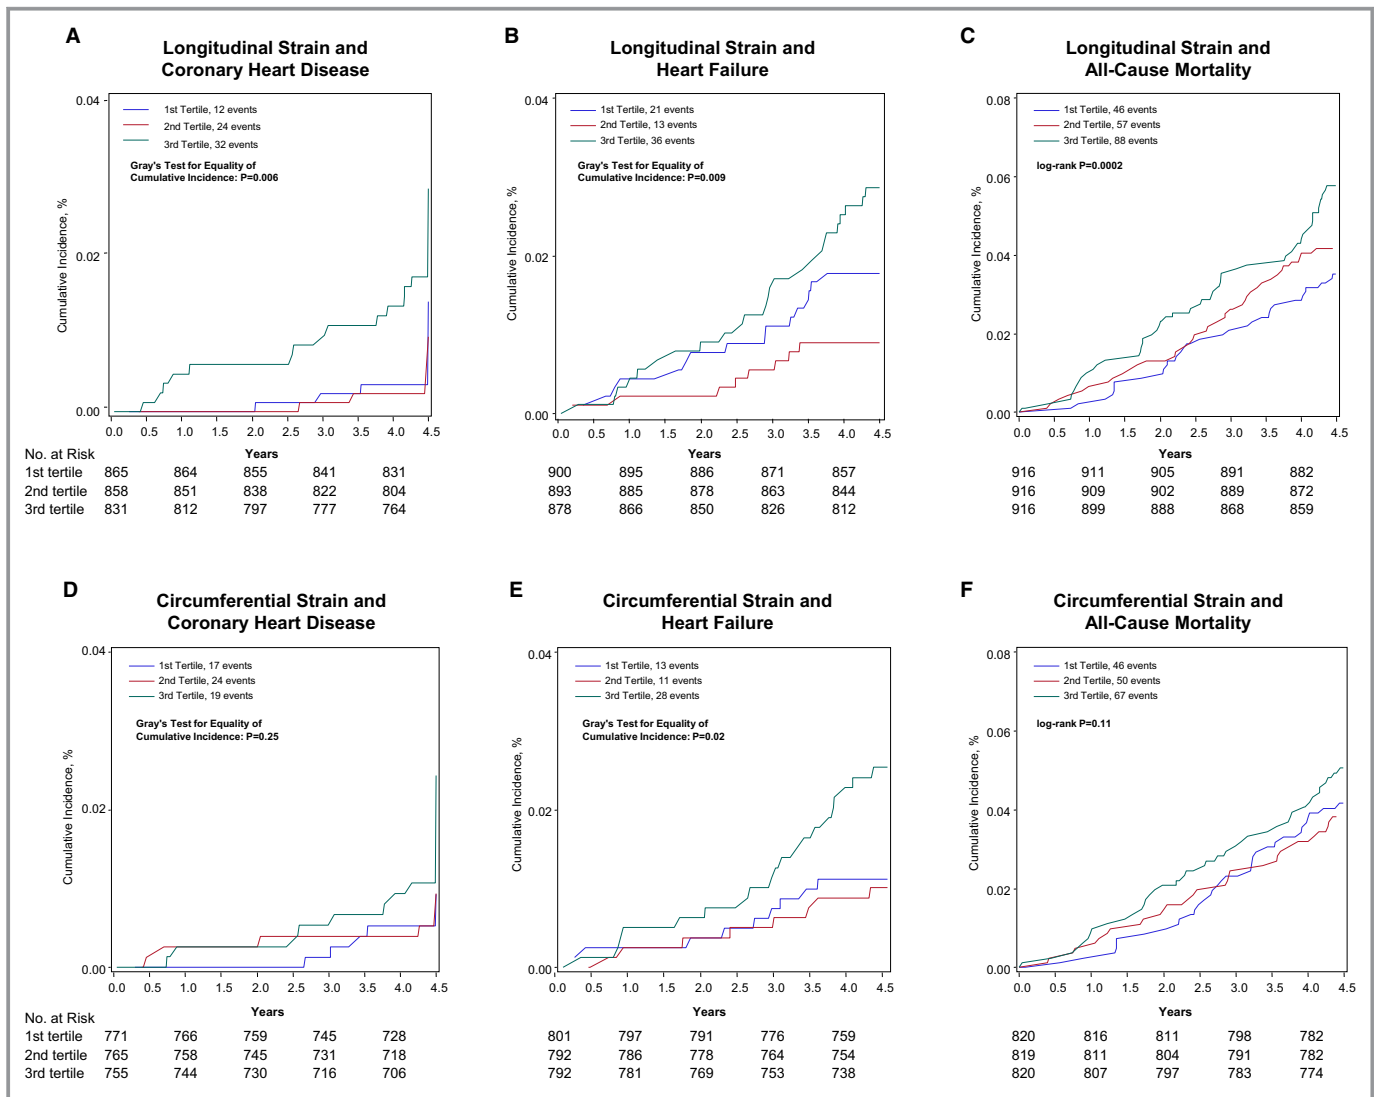 A
Longitudinal Strain and
Coronary Heart Disease
0.04
1st Tertile, 12 events
2nd Tertile, 24 events
3rd Tertile, 32 events
Gray's Test for Equality of
Cumulative Incidence: P=0.006
Cumulative Incidence, %
0.02
0.00
0.0 0.5 1.0 1.5 2.0 2.5 3.0 3.5 4.0 4.5
Years
No. at Risk
1st tertile 865 864 855 841 831
2nd tertile 858 851 838 822 804
3rd tertile 831 812 797 777 764
B
Longitudinal Strain and
Heart Failure
0.04
1st Tertile, 21 events
2nd Tertile, 13 events
3rd Tertile, 36 events
Gray's Test for Equality of
Cumulative Incidence: P=0.009
Cumulative Incidence, %
0.02
0.00
0.0 0.5 1.0 1.5 2.0 2.5 3.0 3.5 4.0 4.5
Years
900 895 886 871 857
893 885 878 863 844
878 866 850 826 812
C
Longitudinal Strain and
All-Cause Mortality
0.08
1st Tertile, 46 events
2nd Tertile, 57 events
3rd Tertile, 88 events
log-rank P=0.0002
Cumulative Incidence, %
0.06
0.04
0.02
0.00
0.0 0.5 1.0 1.5 2.0 2.5 3.0 3.5 4.0 4.5
Years
916 911 905 891 882
916 909 902 889 872
916 899 888 868 859
D
Circumferential Strain and
Coronary Heart Disease
0.04
1st Tertile, 17 events
2nd Tertile, 24 events
3rd Tertile, 19 events
Gray's Test for Equality of
Cumulative Incidence: P=0.25
Cumulative Incidence, %
0.02
0.00
0.0 0.5 1.0 1.5 2.0 2.5 3.0 3.5 4.0 4.5
Years
No. at Risk
1st tertile 771 766 759 745 728
2nd tertile 765 758 745 731 718
3rd tertile 755 744 730 716 706
E
Circumferential Strain and
Heart Failure
0.04
1st Tertile, 13 events
2nd Tertile, 11 events
3rd Tertile, 28 events
Gray's Test for Equality of
Cumulative Incidence: P=0.02
Cumulative Incidence, %
0.02
0.00
0.0 0.5 1.0 1.5 2.0 2.5 3.0 3.5 4.0 4.5
Years
801 797 791 776 759
792 786 778 764 754
792 781 769 753 738
F
Circumferential Strain and
All-Cause Mortality
0.08
1st Tertile, 46 events
2nd Tertile, 50 events
3rd Tertile, 67 events
log-rank P=0.11
Cumulative Incidence, %
0.06
0.04
0.02
0.00
0.0 0.5 1.0 1.5 2.0 2.5 3.0 3.5 4.0 4.5
Years
820 816 811 798 782
819 811 804 791 782
820 807 797 783 774